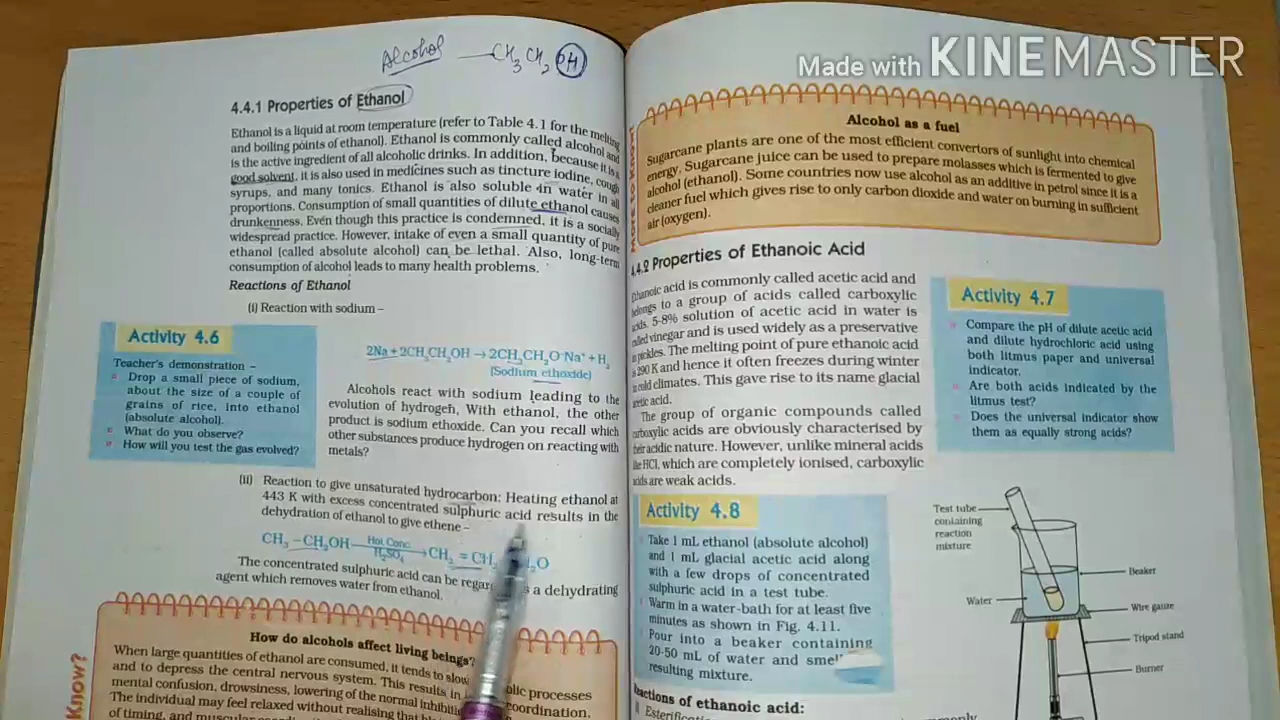 Made with KINEMASTER
Alcohol — CH3 CH2 OH
4.4.1 Properties of Ethanol
Ethanol is a liquid at room temperature (refer to Table 4.1 for the melting
and boiling points of ethanol). Ethanol is commonly called alcohol and
is the active ingredient of all alcoholic drinks. In addition, because it is a
good solvent, it is also used in medicines such as tincture iodine, cough
syrups, and many tonics. Ethanol is also soluble in water in all
proportions. Consumption of small quantities of dilute ethanol causes
drunkenness. Even though this practice is condemned, it is a socially
widespread practice. However, intake of even a small quantity of pure
ethanol (called absolute alcohol) can be lethal. Also, long-term
consumption of alcohol leads to many health problems.
Reactions of Ethanol
(i) Reaction with sodium –
Activity 4.6
Teacher's demonstration –
Drop a small piece of sodium,
about the size of a couple of
grains of rice, into ethanol
(absolute alcohol).
What do you observe?
How will you test the gas evolved?
2Na + 2CH3CH2OH → 2CH3CH2O-Na+ + H2
(Sodium ethoxide)
Alcohols react with sodium leading to the
evolution of hydrogen. With ethanol, the other
product is sodium ethoxide. Can you recall which
other substances produce hydrogen on reacting with
metals?
(ii) Reaction to give unsaturated hydrocarbon: Heating ethanol at
443 K with excess concentrated sulphuric acid results in the
dehydration of ethanol to give ethene –
CH3 – CH2OH Hot Conc. H2SO4 → CH2 = CH2O
The concentrated sulphuric acid can be a dehydrating
agent which removes water from ethanol.
Know?
How do alcohols affect living beings?
When large quantities of ethanol are consumed, it tends to slow processes
and to depress the central nervous system. This results in coordination,
mental confusion, drowsiness, lowering of the normal
The individual may feel relaxed without realising that
of timing, and muscular
MORE TO KNOW!
Alcohol as a fuel
Sugarcane plants are one of the most efficient convertors of sunlight into chemical
energy. Sugarcane juice can be used to prepare molasses which is fermented to give
alcohol (ethanol). Some countries now use alcohol as an additive in petrol since it is a
cleaner fuel which gives rise to only carbon dioxide and water on burning in sufficient
air (oxygen).
4.4.2 Properties of Ethanoic Acid
Ethanoic acid is commonly called acetic acid and
belongs to a group of acids called carboxylic
acids. 5-8% solution of acetic acid in water is
called vinegar and is used widely as a preservative
in pickles. The melting point of pure ethanoic acid
is 290 K and hence it often freezes during winter
in cold climates. This gave rise to its name glacial
acetic acid.
The group of organic compounds called
carboxylic acids are obviously characterised by
their acidic nature. However, unlike mineral acids
like HCl, which are completely ionised, carboxylic
acids are weak acids.
Activity 4.7
Compare the pH of dilute acetic acid
and dilute hydrochloric acid using
both litmus paper and universal
indicator.
Are both acids indicated by the
litmus test?
Does the universal indicator show
them as equally strong acids?
Activity 4.8
Take 1 mL ethanol (absolute alcohol)
and 1 mL glacial acetic acid along
with a few drops of concentrated
sulphuric acid in a test tube.
Warm in a water-bath for at least five
minutes as shown in Fig. 4.11.
Pour into a beaker containing
20-50 mL of water and smell
resulting mixture.
Test tube
containing
reaction
mixture
Water
Beaker
Wire gauze
Tripod stand
Burner
Reactions of ethanoic acid: